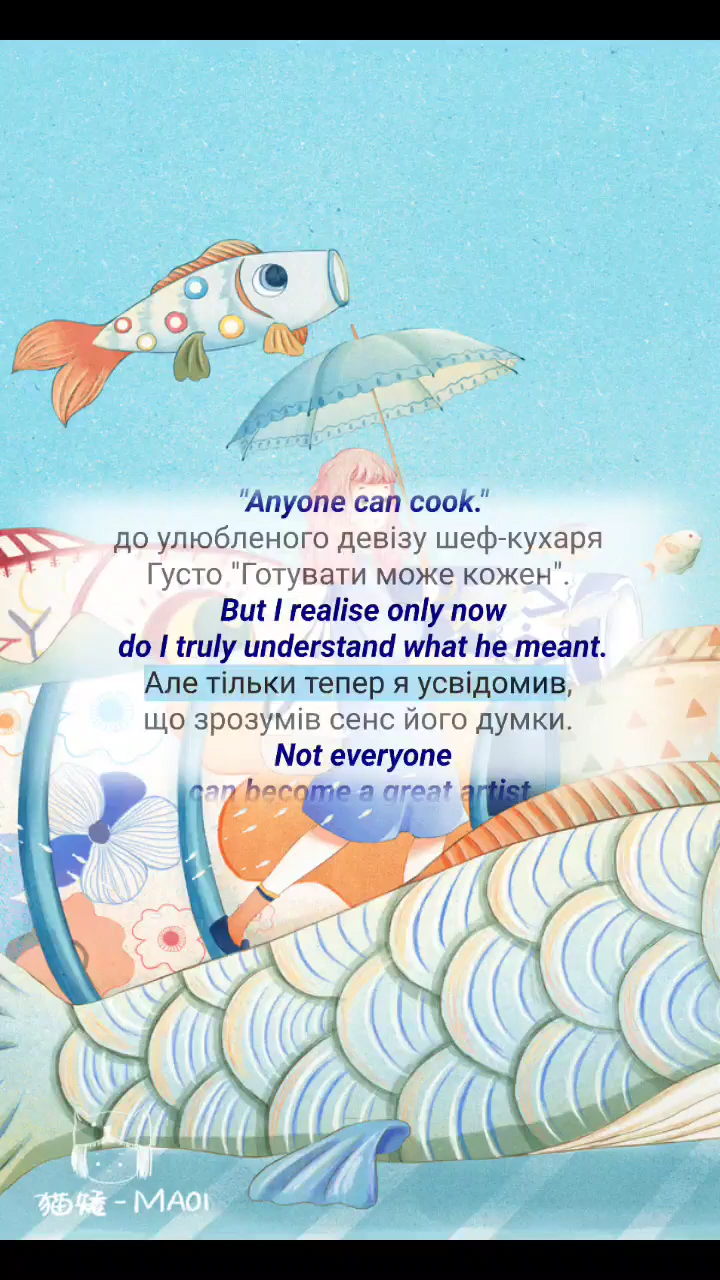 "Anyone can cook."
до улюбленого девізу шеф-кухаря
Густо "Готувати може кожен".
But I realise only now
do I truly understand what he meant.
Але тільки тепер я усвідомив,
що зрозумів сенс його думки.
Not everyone
can become a great artist
猫矮 - MAOI